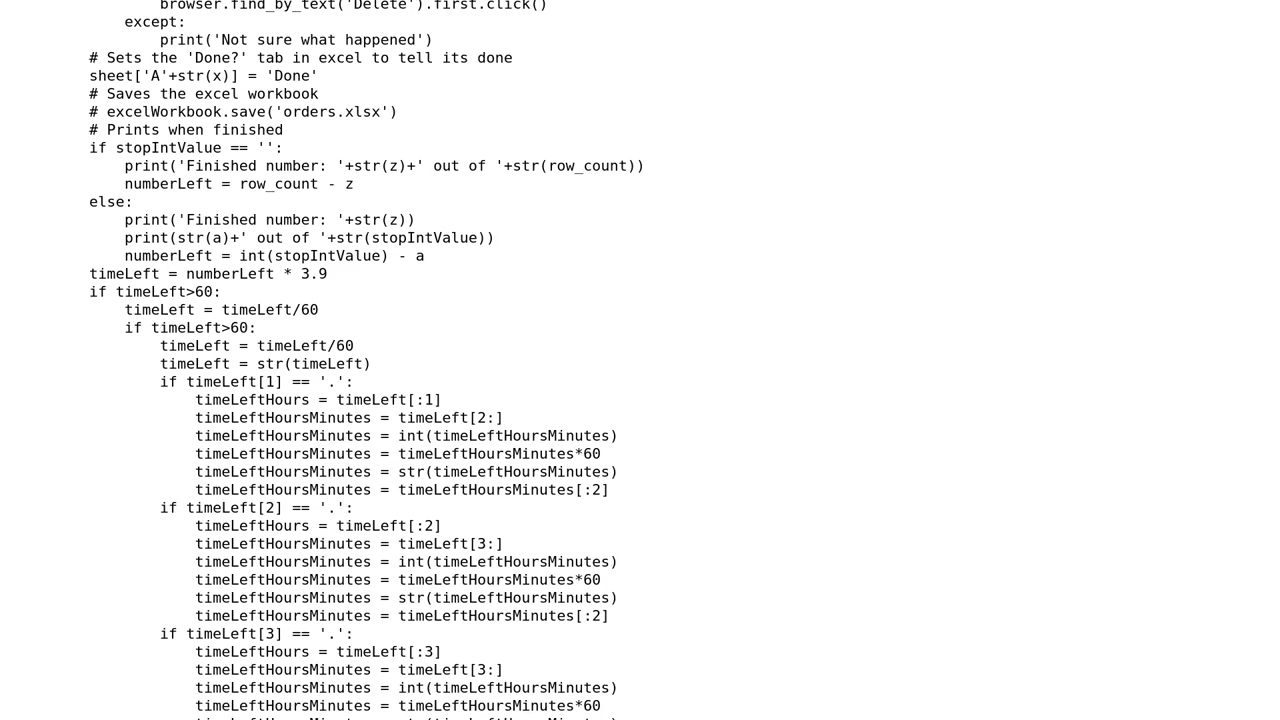 browser.find_by_text('Delete').first.click()
except:
print('Not sure what happened')
# Sets the 'Done?' tab in excel to tell its done
sheet['A'+str(x)] = 'Done'
# Saves the excel workbook
# excelWorkbook.save('orders.xlsx')
# Prints when finished
if stopIntValue == '':
print('Finished number: '+str(z)+' out of '+str(row_count))
numberLeft = row_count - z
else:
print('Finished number: '+str(z))
print(str(a)+' out of '+str(stopIntValue))
numberLeft = int(stopIntValue) - a
timeLeft = numberLeft * 3.9
if timeLeft>60:
timeLeft = timeLeft/60
if timeLeft>60:
timeLeft = timeLeft/60
timeLeft = str(timeLeft)
if timeLeft[1] == '.':
timeLeftHours = timeLeft[:1]
timeLeftHoursMinutes = timeLeft[2:]
timeLeftHoursMinutes = int(timeLeftHoursMinutes)
timeLeftHoursMinutes = timeLeftHoursMinutes*60
timeLeftHoursMinutes = str(timeLeftHoursMinutes)
timeLeftHoursMinutes = timeLeftHoursMinutes[:2]
if timeLeft[2] == '.':
timeLeftHours = timeLeft[:2]
timeLeftHoursMinutes = timeLeft[3:]
timeLeftHoursMinutes = int(timeLeftHoursMinutes)
timeLeftHoursMinutes = timeLeftHoursMinutes*60
timeLeftHoursMinutes = str(timeLeftHoursMinutes)
timeLeftHoursMinutes = timeLeftHoursMinutes[:2]
if timeLeft[3] == '.':
timeLeftHours = timeLeft[:3]
timeLeftHoursMinutes = timeLeft[3:]
timeLeftHoursMinutes = int(timeLeftHoursMinutes)
timeLeftHoursMinutes = timeLeftHoursMinutes*60